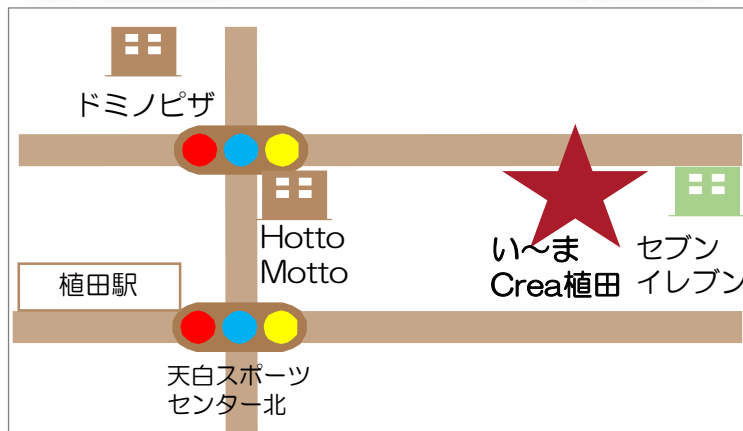 ドミノピザ
Hotto
Motto
い〜ま
Crea植田
セブン
イレブン
植田駅
天白スポーツ
センター北